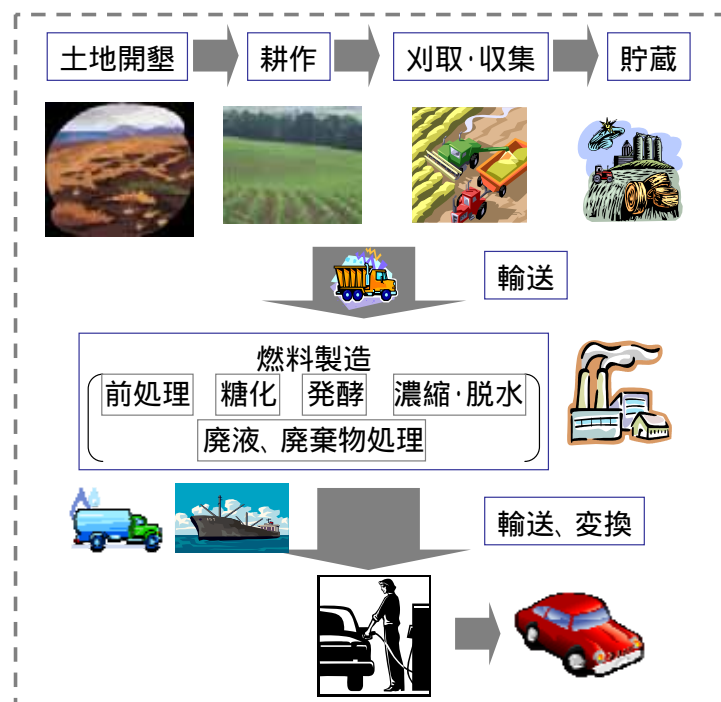 土地開墾
耕作
刈取・収集
貯蔵
輸送
燃料製造
前処理
糖化
発酵
濃縮・脱水
廃液、廃棄物処理
輸送、変換